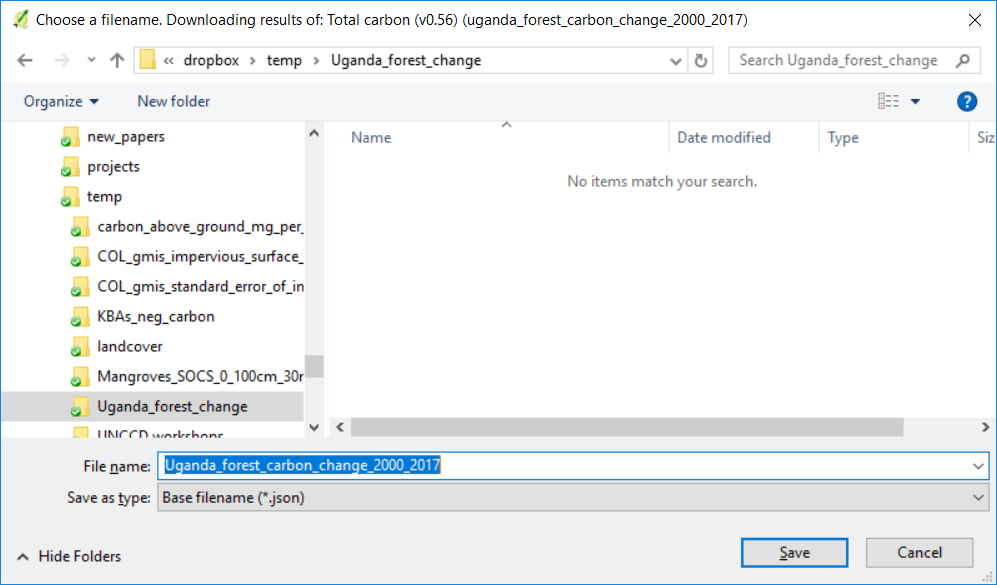 Choose a filename. Downloading results of: Total carbon (v0.56) (uganda_forest_carbon_change_2000_2017)
« dropbox > temp > Uganda_forest_change
Search Uganda_forest_change
Organize
New folder
?
new_papers
projects
temp
carbon_above_ground_mg_per_
COL_gmis_impervious_surface_
COL_gmis_standard_error_of_in
KBAs_neg_carbon
landcover
Mangroves_SOCS_0_100cm_30r
Uganda_forest_change
UNCCD workshops
Name
Date modified
Type
Siz
No items match your search.
File name: Uganda_forest_carbon_change_2000_2017
Save as type: Base filename (*.json)
Hide Folders
Save
Cancel